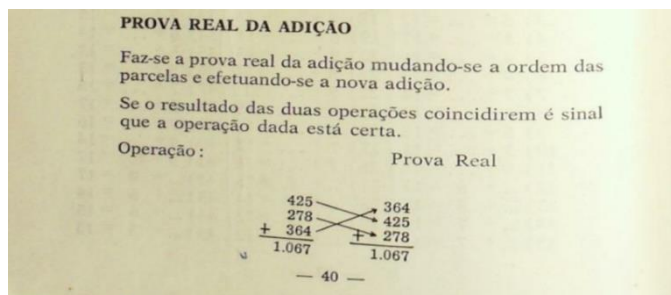 PROVA REAL DA ADIÇÃO
Faz-se a prova real da adição mudando-se a ordem das
parcelas e efetuando-se a nova adição.
Se o resultado das duas operações coincidirem é sinal
que a operação dada está certa.
Operação: Prova Real
425 364
278 425
+ 364 + 278
1.067 1.067
— 40 —